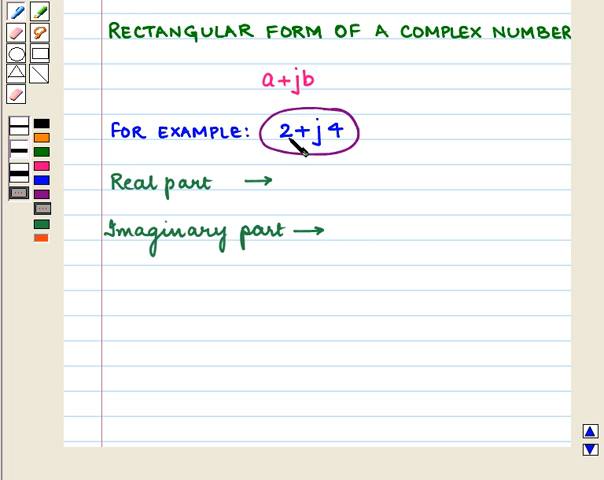 RECTANGULAR FORM OF A COMPLEX NUMBER
a+jb
FOR EXAMPLE: 2+j4
Real part →
Imaginary part →